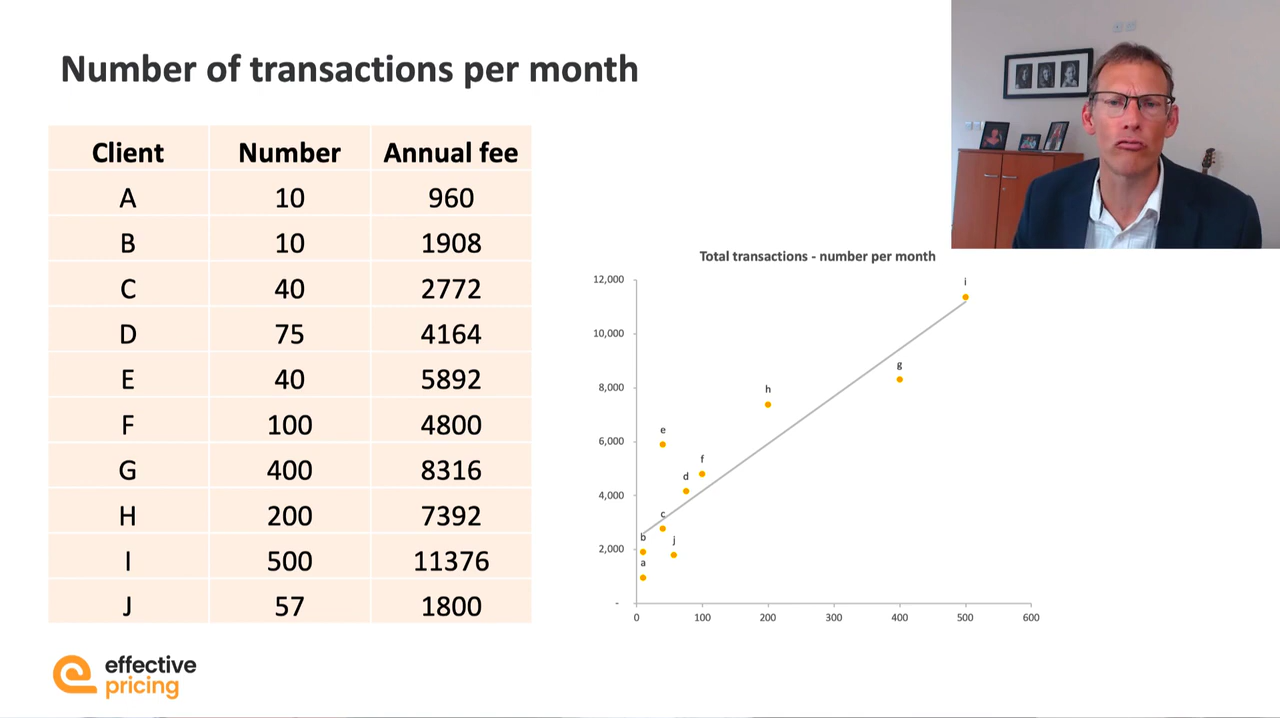 Number of transactions per month
Client Number Annual fee
A 10 960
B 10 1908
C 40 2772
D 75 4164
E 40 5892
F 100 4800
G 400 8316
H 200 7392
I 500 11376
J 57 1800
Total transactions - number per month
12,000
10,000
8,000
6,000
4,000
2,000
-
0 100 200 300 400 500 600
i
g
h
e
f
d
c
b
j
a
effective
pricing